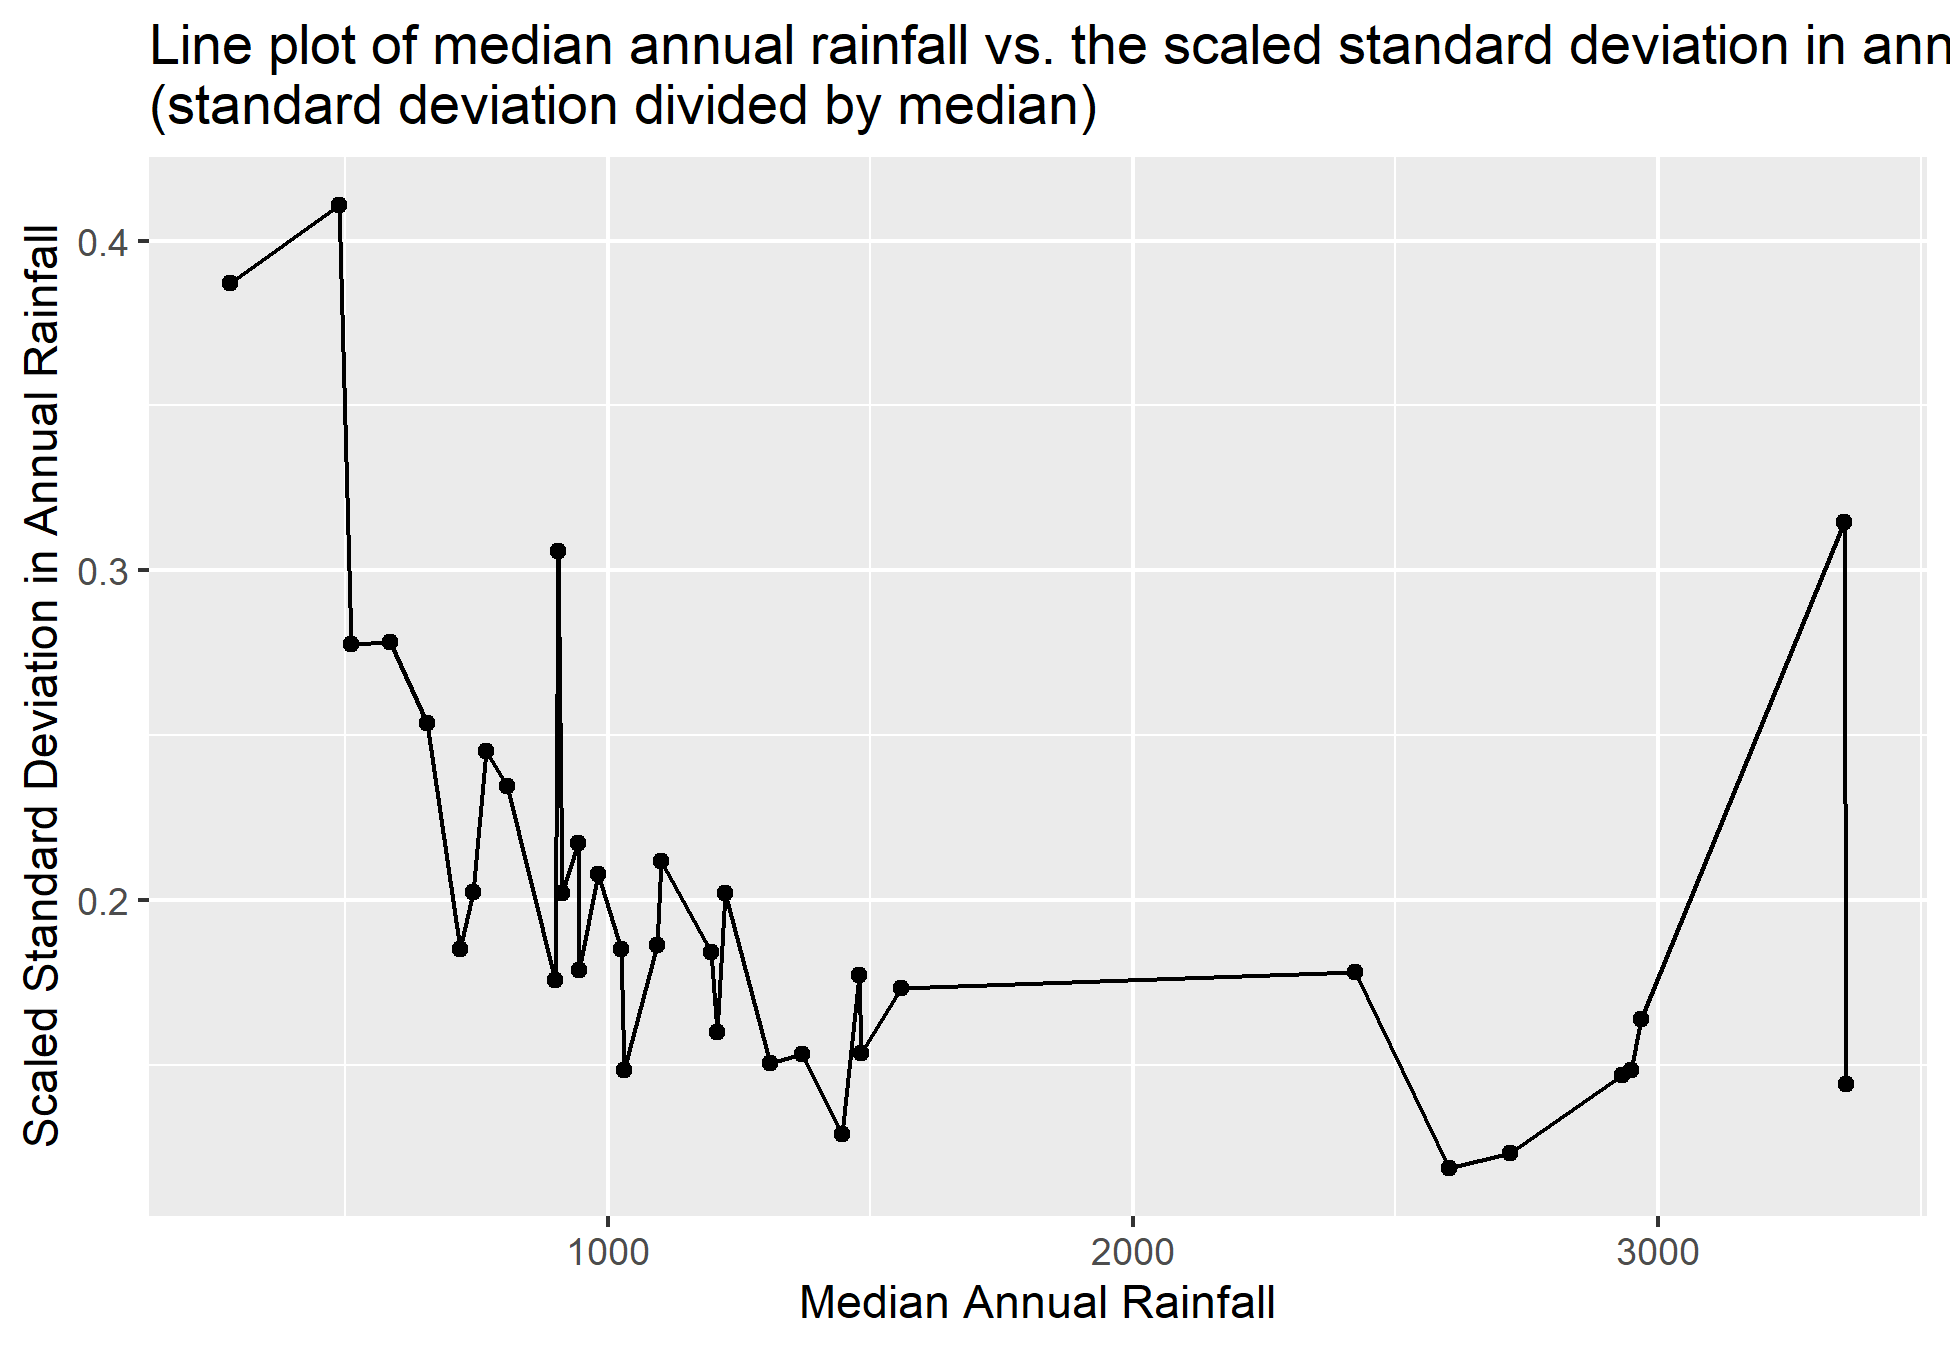 Line plot of median annual rainfall vs. the scaled standard deviation in ann
(standard deviation divided by median)
Scaled Standard Deviation in Annual Rainfall
0.4
0.3
0.2
1000
2000
3000
Median Annual Rainfall